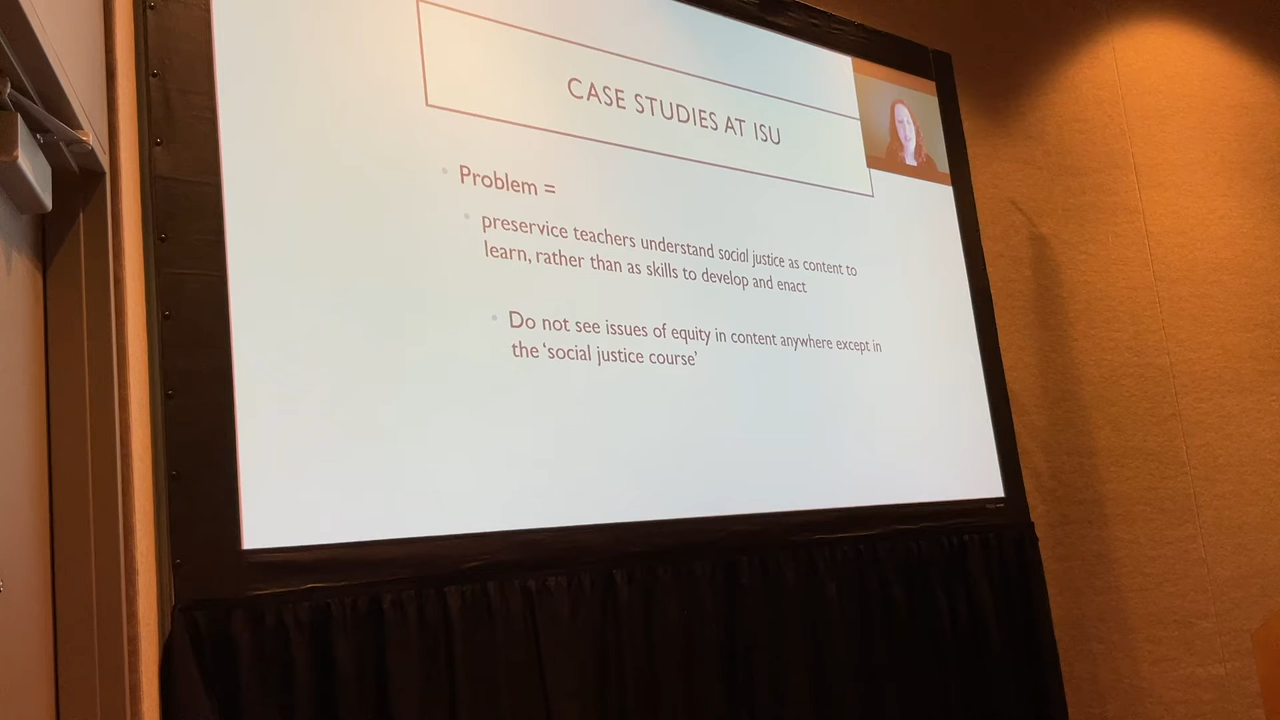 CASE STUDIES AT ISU
Problem =
preservice teachers understand social justice as content to
learn, rather than as skills to develop and enact
Do not see issues of equity in content anywhere except in
the ‘social justice course’